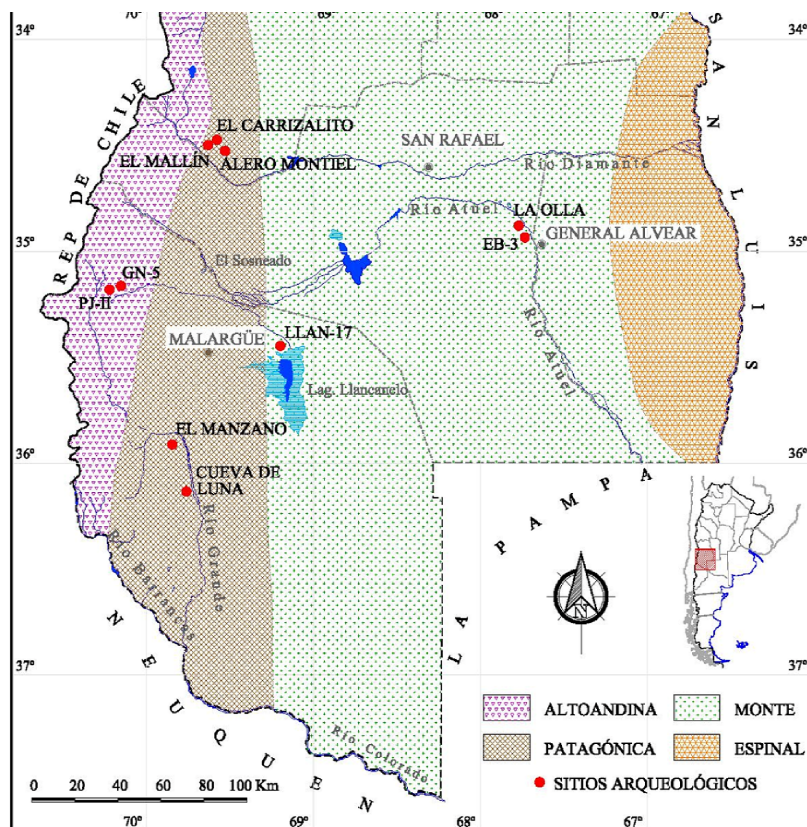 70°
69°
68°
67°
34°
34°
REP DE CHILE
SAN LUIS
EL CARRIZALITO
EL MALLÍN
ALERO MONTIEL
SAN RAFAEL
Río Diamante
Río Atuel
LA OLLA
EB-3
GENERAL ALVEAR
35°
35°
El Sosneado
GN-5
PJ-II
MALARGÜE
LLAN-17
Lag. Llancanelo
Río Atuel
36°
36°
EL MANZANO
CUEVA DE
LUNA
Río Grande
Río Barrancas
LA PAMPA
N
NEUQUEN
37°
37°
Río Colorado
ALTOANDINA
MONTE
PATAGÓNICA
ESPINAL
SITIOS ARQUEOLÓGICOS
0 20 40 60 80 100 Km
70°
69°
68°
67°